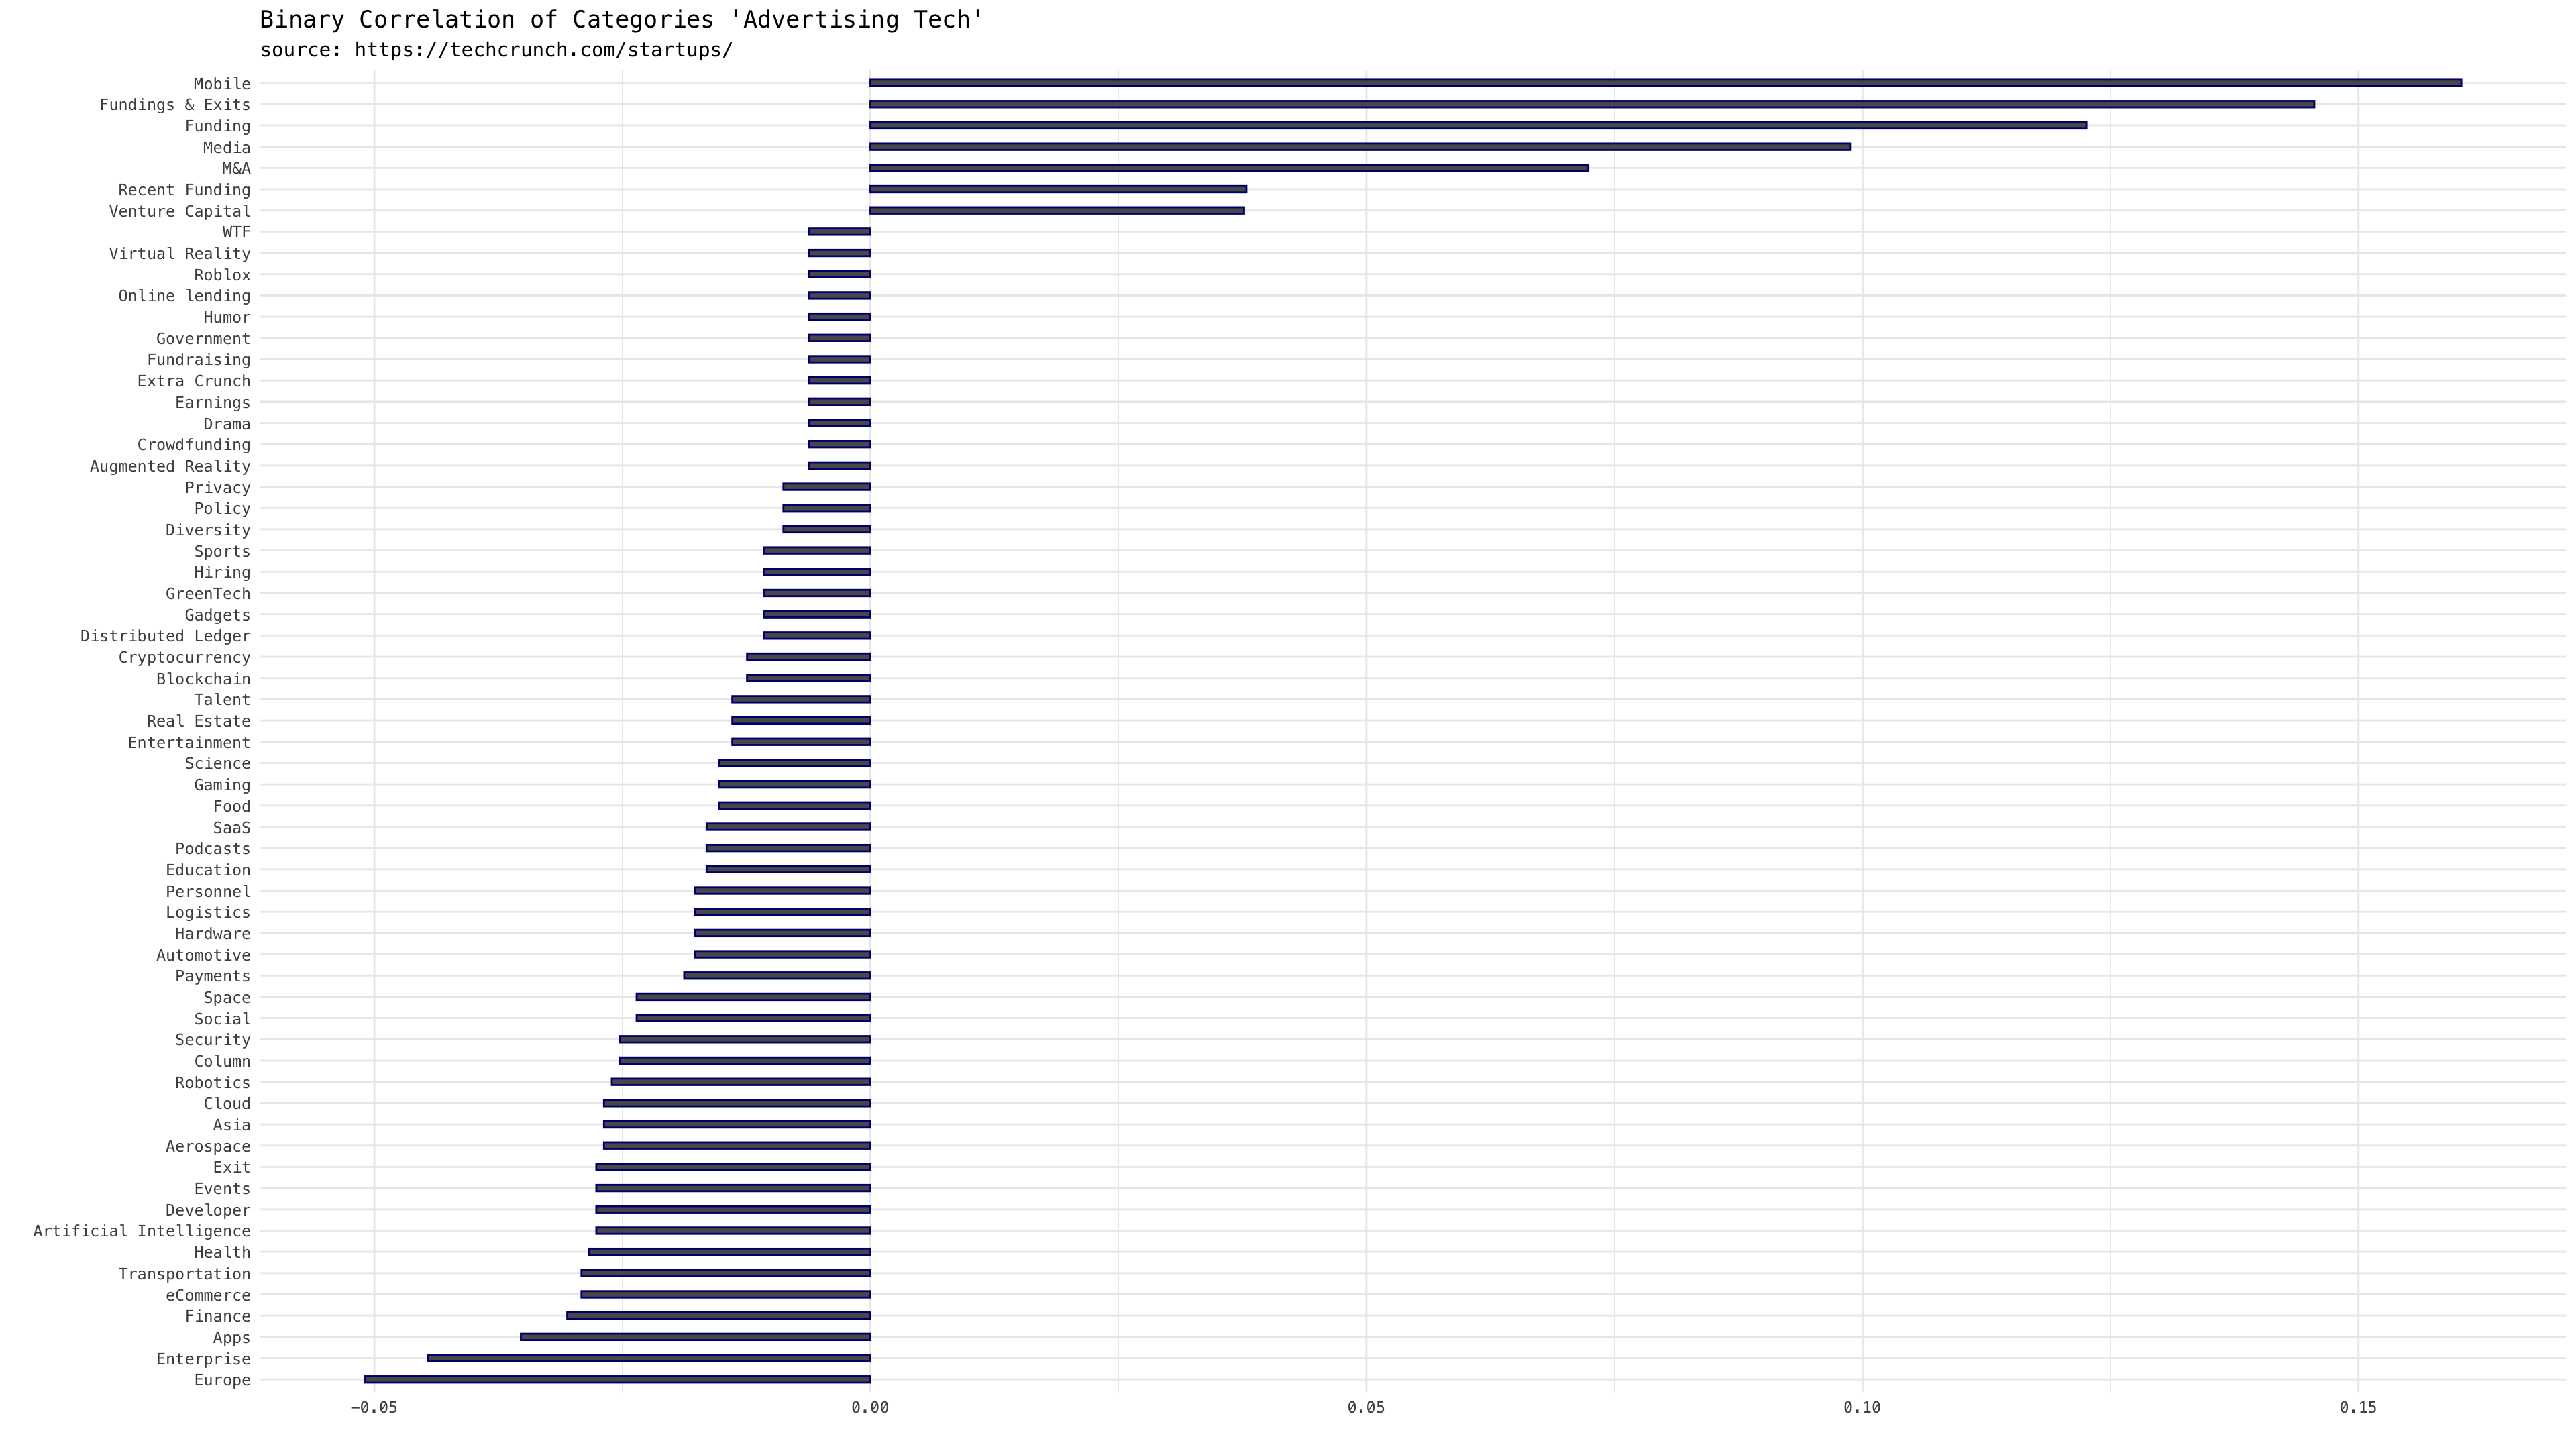 Binary Correlation of Categories 'Advertising Tech'
source: https://techcrunch.com/startups/
Mobile
Fundings & Exits
Funding
Media
M&A
Recent Funding
Venture Capital
WTF
Virtual Reality
Roblox
Online lending
Humor
Government
Fundraising
Extra Crunch
Earnings
Drama
Crowdfunding
Augmented Reality
Privacy
Policy
Diversity
Sports
Hiring
GreenTech
Gadgets
Distributed Ledger
Cryptocurrency
Blockchain
Talent
Real Estate
Entertainment
Science
Gaming
Food
SaaS
Podcasts
Education
Personnel
Logistics
Hardware
Automotive
Payments
Space
Social
Security
Column
Robotics
Cloud
Asia
Aerospace
Exit
Events
Developer
Artificial Intelligence
Health
Transportation
eCommerce
Finance
Apps
Enterprise
Europe
−0.05 0.00 0.05 0.10 0.15